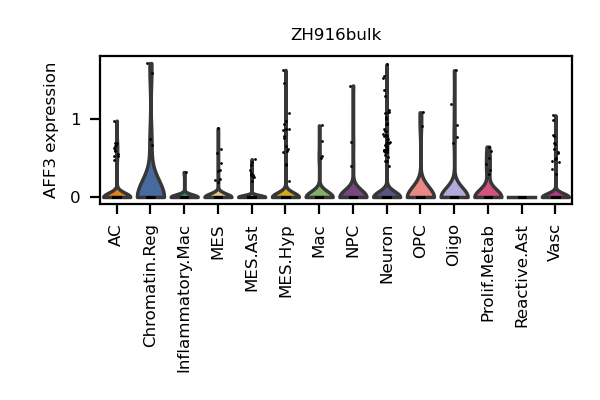 ZH916bulk
AFF3 expression
1
0
AC
Chromatin.Reg
Inflammatory.Mac
MES
MES.Ast
MES.Hyp
Mac
NPC
Neuron
OPC
Oligo
Prolif.Metab
Reactive.Ast
Vasc